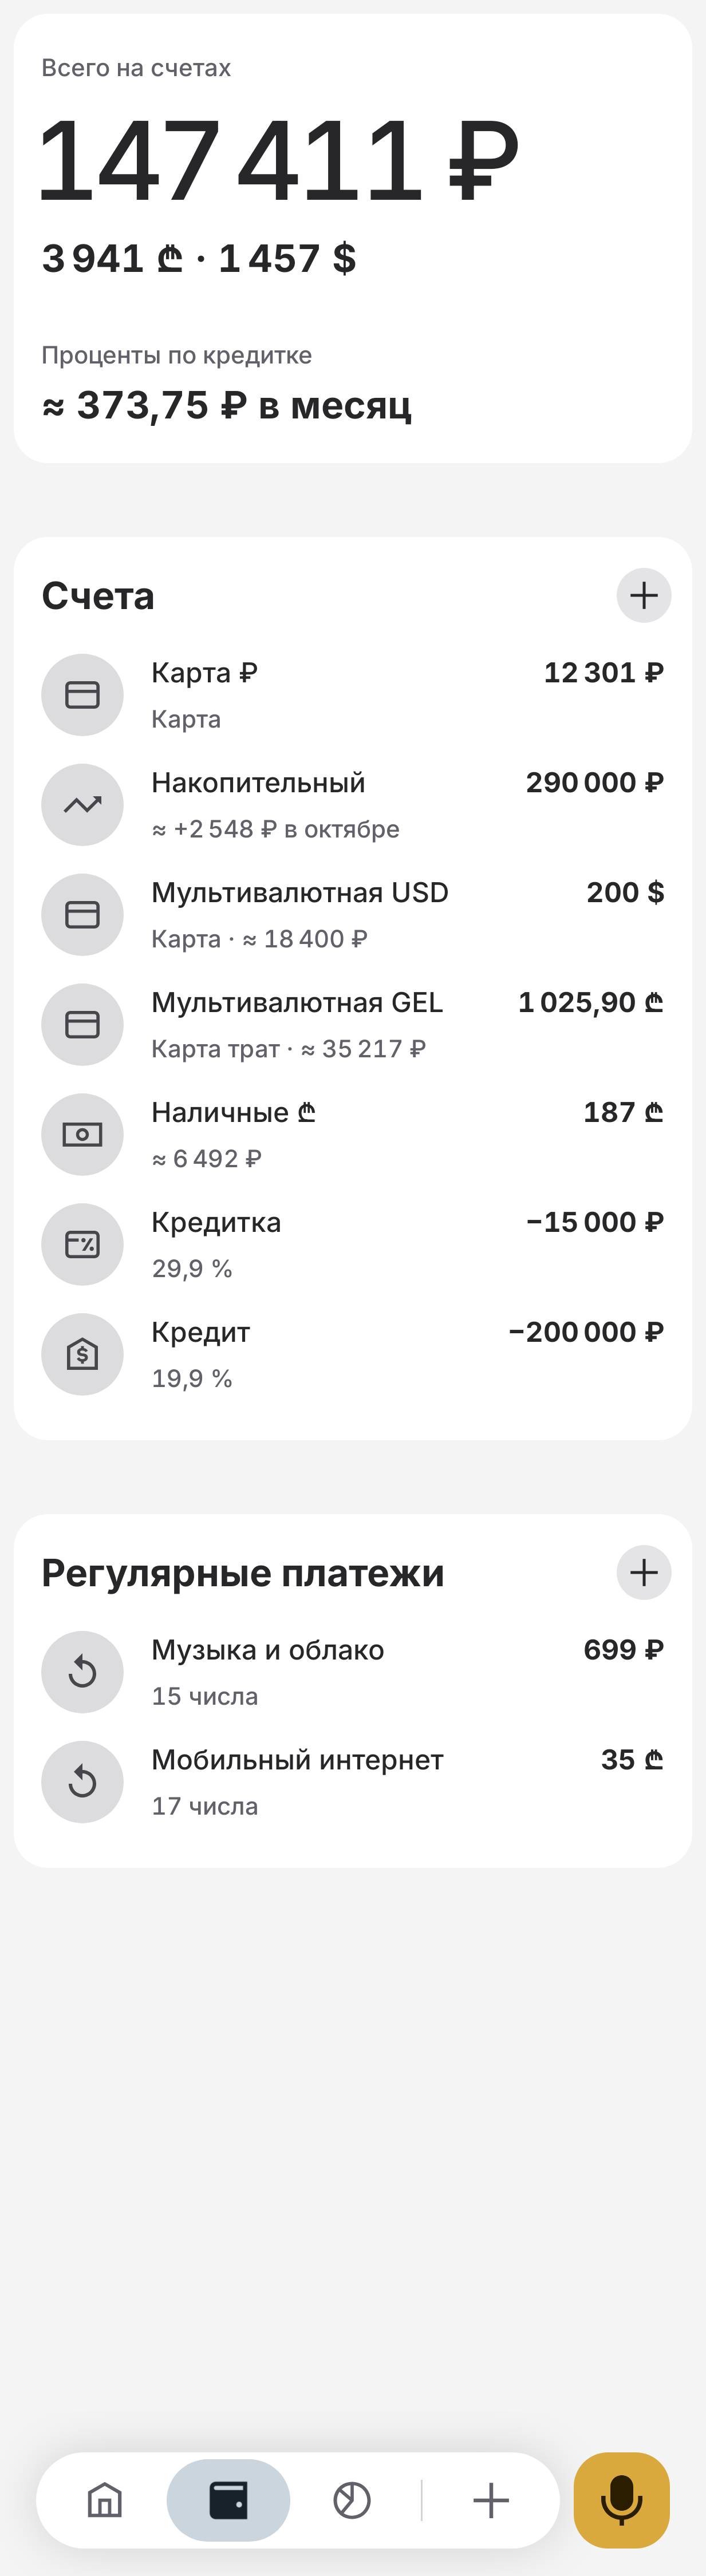 Всего на счетах
147 411 ₽
3 941 ₾ · 1 457 $
Проценты по кредитке
≈ 373,75 ₽ в месяц
Счета
Карта ₽
12 301 ₽
Карта
Накопительный
290 000 ₽
≈ +2 548 ₽ в октябре
Мультивалютная USD
200 $
Карта · ≈ 18 400 ₽
Мультивалютная GEL
1 025,90 ₾
Карта трат · ≈ 35 217 ₽
Наличные ₾
187 ₾
≈ 6 492 ₽
Кредитка
−15 000 ₽
29,9 %
Кредит
−200 000 ₽
19,9 %
Регулярные платежи
Музыка и облако
699 ₽
15 числа
Мобильный интернет
35 ₾
17 числа